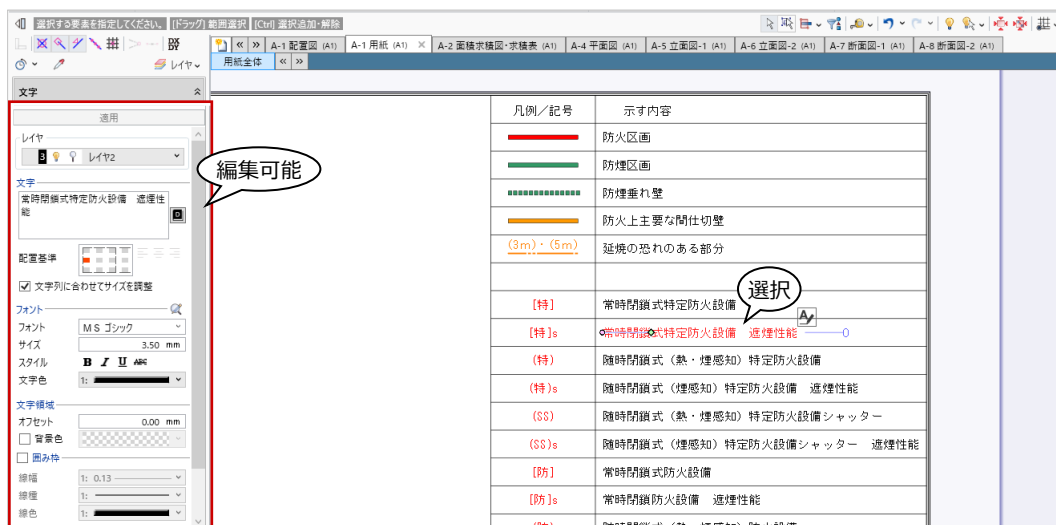 選択する要素を指定してください。 [ドラッグ] 範囲選択 [Ctrl] 選択追加・解除
A-1 配置図 (A1)
A-1 用紙 (A1)
A-2 面積求積図・求積表 (A1)
A-4 平面図 (A1)
A-5 立面図-1 (A1)
A-6 立面図-2 (A1)
A-7 断面図-1 (A1)
A-8 断面図-2 (A1)
用紙全体
レイヤ
文字
適用
レイヤ
3 レイヤ2
文字
常時閉鎖式特定防火設備 遮煙性
能
配置基準
文字列に合わせてサイズを調整
フォント
フォント MS ゴシック
サイズ 3.50 mm
スタイル B I U ABC
文字色 1:
文字領域
オフセット 0.00 mm
背景色
囲み枠
線幅 1: 0.13
線種 1:
線色 1:
編集可能
選択
凡例/記号 示す内容
防火区画
防煙区画
防煙垂れ壁
防火上主要な間仕切壁
(3m)・(5m) 延焼の恐れのある部分
[特] 常時閉鎖式特定防火設備
[特]s 常時閉鎖式特定防火設備 遮煙性能
(特) 随時閉鎖式(熱・煙感知)特定防火設備
(特)s 随時閉鎖式(煙感知)特定防火設備 遮煙性能
(SS) 随時閉鎖式(熱・煙感知)特定防火設備シャッター
(SS)s 随時閉鎖式(煙感知)特定防火設備シャッター 遮煙性能
[防] 常時閉鎖式防火設備
[防]s 常時閉鎖防火設備 遮煙性能